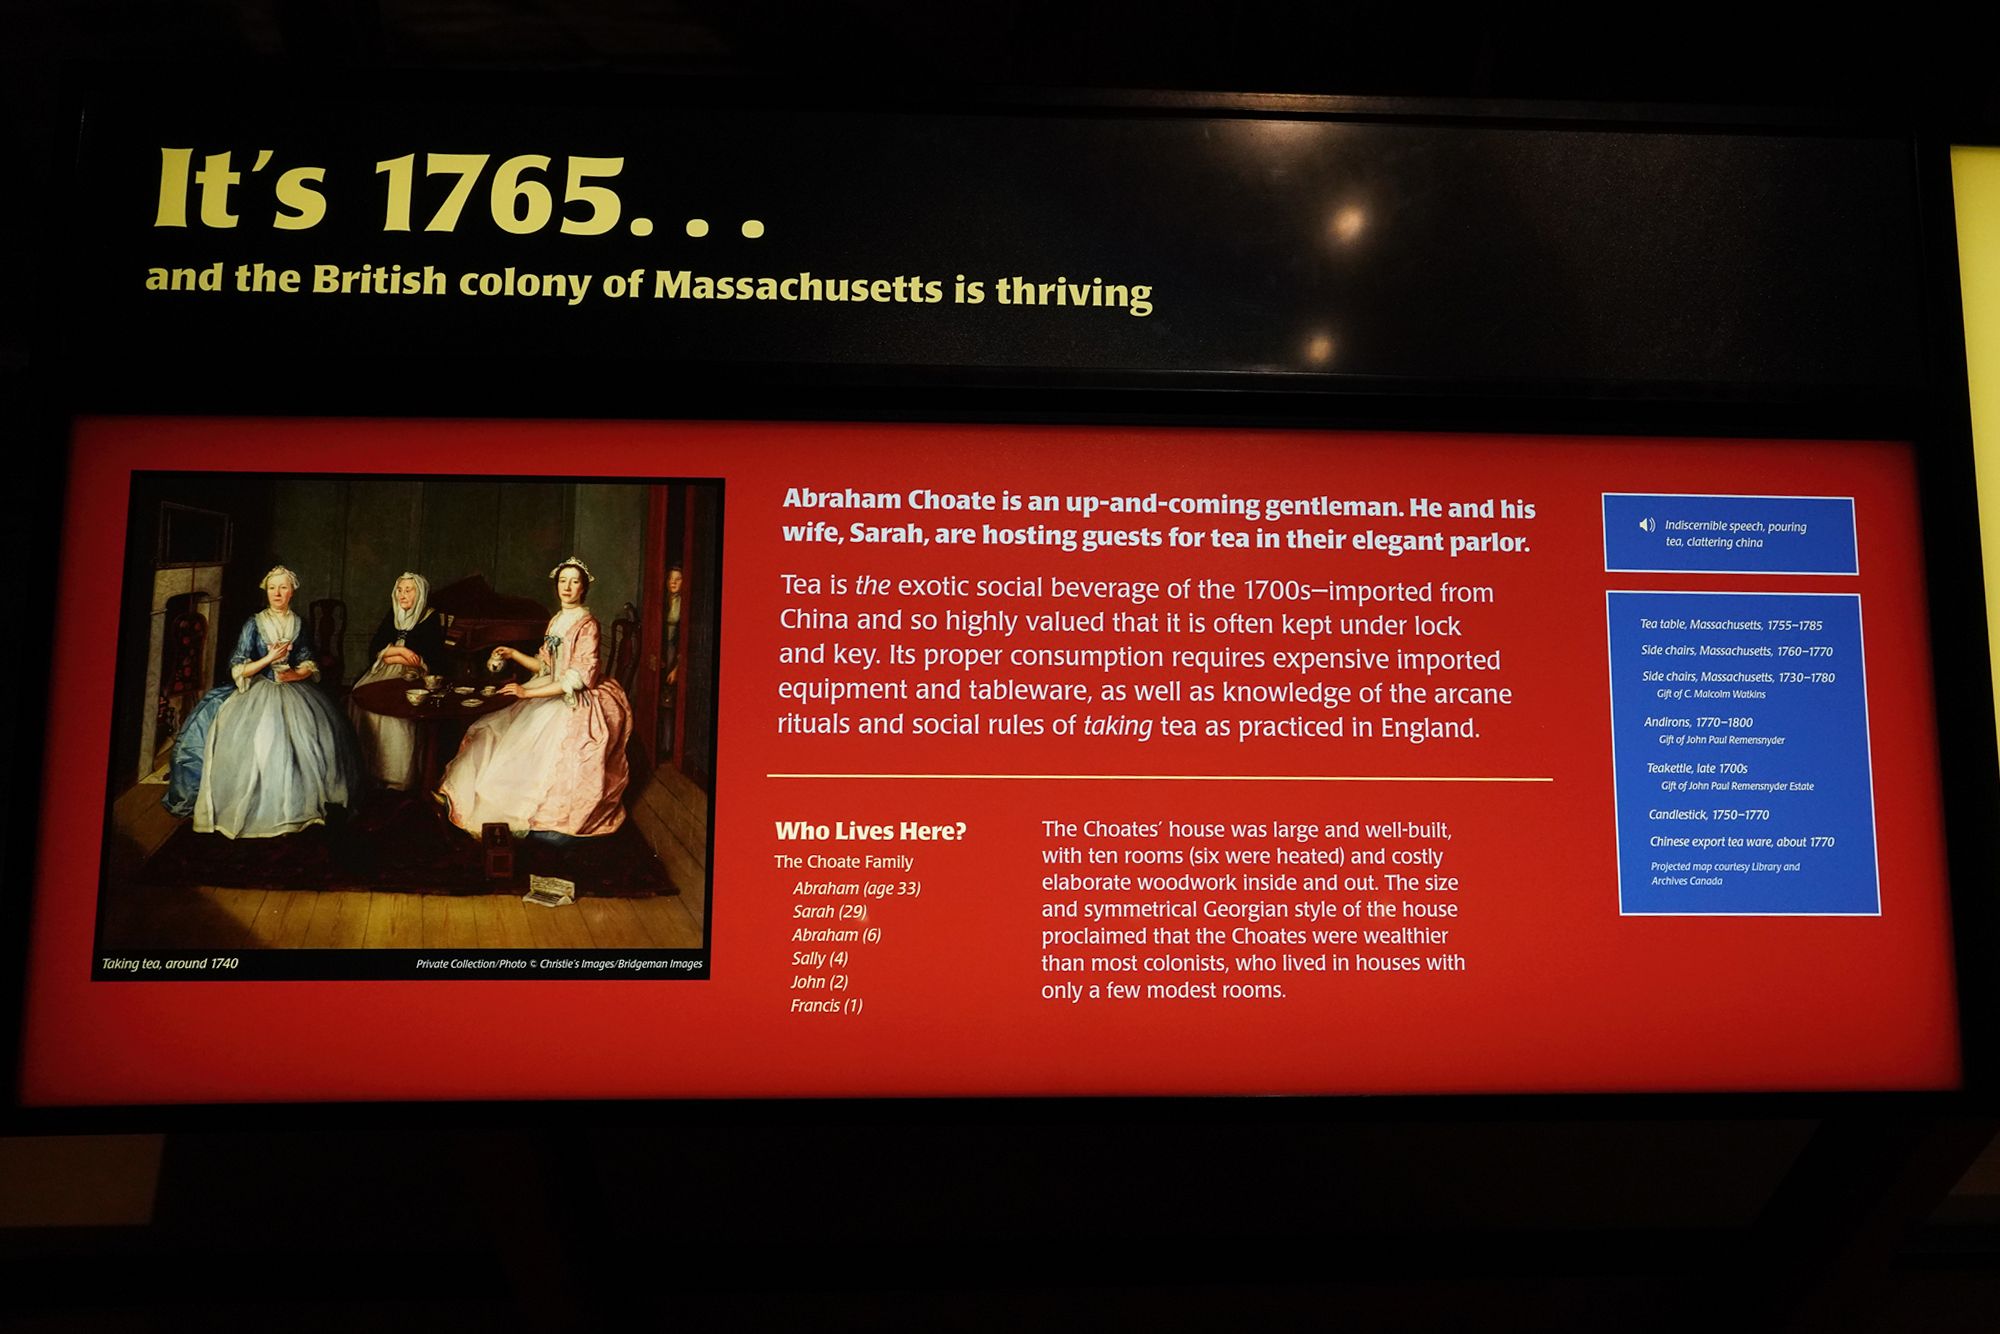 It's 1765. . .
and the British colony of Massachusetts is thriving
Taking tea, around 1740
Private Collection/Photo © Christie's Images/Bridgeman Images
Abraham Choate is an up-and-coming gentleman. He and his
wife, Sarah, are hosting guests for tea in their elegant parlor.
Tea is the exotic social beverage of the 1700s—imported from
China and so highly valued that it is often kept under lock
and key. Its proper consumption requires expensive imported
equipment and tableware, as well as knowledge of the arcane
rituals and social rules of taking tea as practiced in England.
Who Lives Here?
The Choate Family
Abraham (age 33)
Sarah (29)
Abraham (6)
Sally (4)
John (2)
Francis (1)
The Choates' house was large and well-built,
with ten rooms (six were heated) and costly
elaborate woodwork inside and out. The size
and symmetrical Georgian style of the house
proclaimed that the Choates were wealthier
than most colonists, who lived in houses with
only a few modest rooms.
Indiscernible speech, pouring
tea, clattering china
Tea table, Massachusetts, 1755–1785
Side chairs, Massachusetts, 1760–1770
Side chairs, Massachusetts, 1730–1780
Gift of C. Malcolm Watkins
Andirons, 1770–1800
Gift of John Paul Remensnyder
Teakettle, late 1700s
Gift of John Paul Remensnyder Estate
Candlestick, 1750–1770
Chinese export tea ware, about 1770
Projected map courtesy Library and
Archives Canada